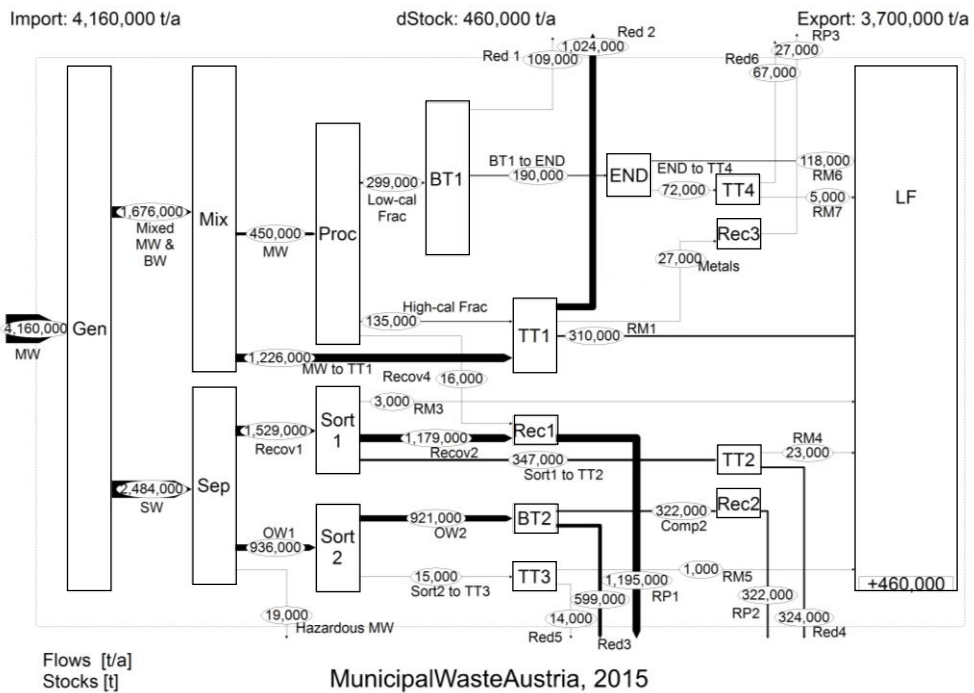 Import: 4,160,000 t/a
dStock: 460,000 t/a
Export: 3,700,000 t/a
Red 1
109,000
1,024,000
Red 2
Red6
67,000
27,000
RP3
Gen
Mix
Proc
BT1
END
TT4
Rec3
LF
4,160,000
MW
1,676,000
Mixed
MW &
BW
450,000
MW
299,000
Low-cal
Frac
BT1 to END
190,000
END to TT4
72,000
118,000
RM6
5,000
RM7
27,000
Metals
High-cal Frac
135,000
TT1
310,000
RM1
1,226,000
MW to TT1
Recov4
16,000
2,484,000
SW
Sep
1,529,000
Recov1
Sort
1
3,000
RM3
1,179,000
Recov2
Rec1
347,000
Sort1 to TT2
TT2
RM4
23,000
OW1
936,000
Sort
2
921,000
OW2
BT2
322,000
Comp2
Rec2
15,000
Sort2 to TT3
TT3
1,000
RM5
+460,000
19,000
Hazardous MW
14,000
Red5
599,000
Red3
1,195,000
RP1
322,000
RP2
324,000
Red4
Flows [t/a]
Stocks [t]
MunicipalWasteAustria, 2015